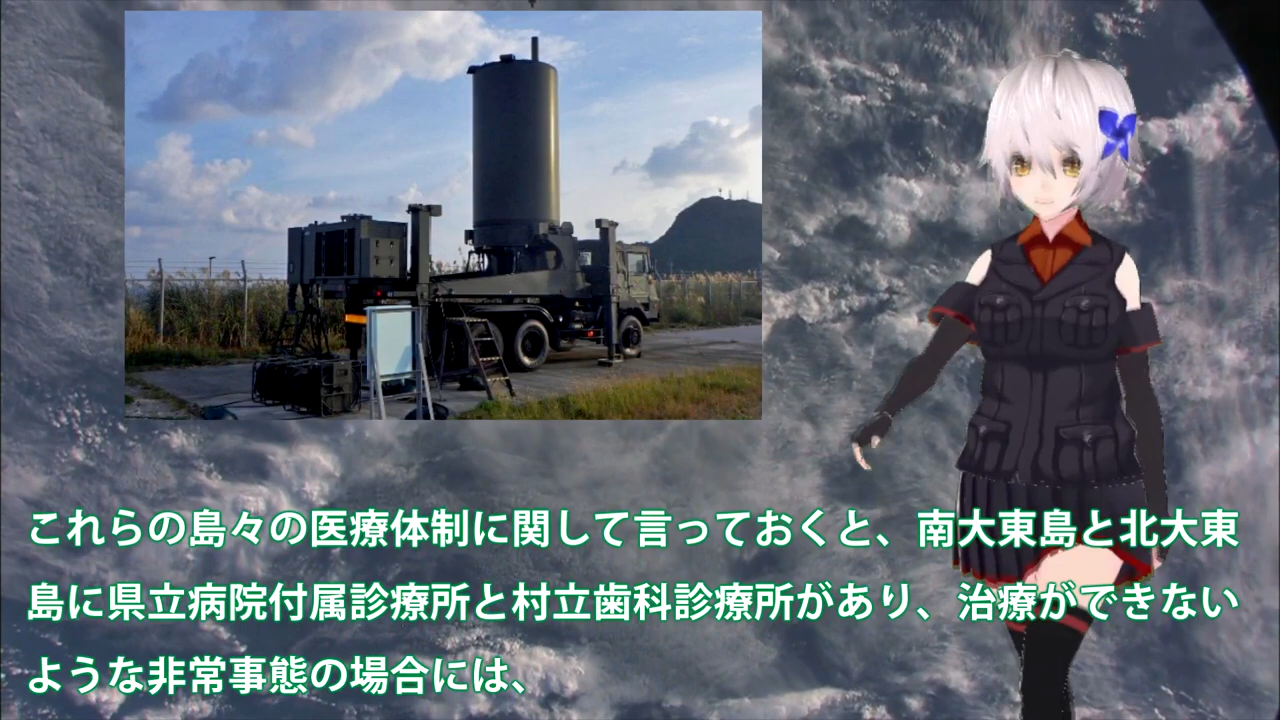 これらの島々の医療体制に関して言っておくと、南大東島と北大東
島に県立病院付属診療所と村立歯科診療所があり、治療ができない
ような非常事態の場合には、